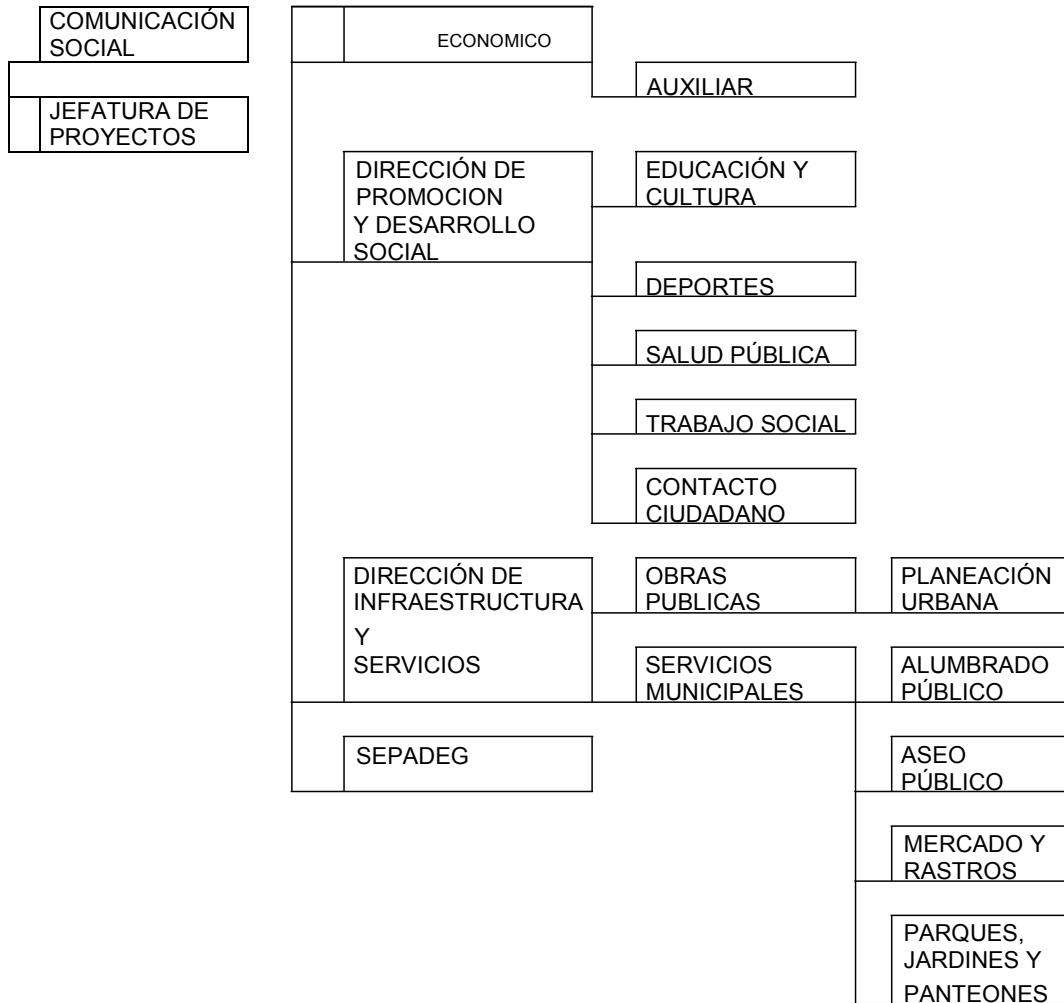 COMUNICACIÓN
SOCIAL
JEFATURA DE
PROYECTOS
ECONOMICO
AUXILIAR
DIRECCIÓN DE
PROMOCION
Y DESARROLLO
SOCIAL
EDUCACIÓN Y
CULTURA
DEPORTES
SALUD PÚBLICA
TRABAJO SOCIAL
CONTACTO
CIUDADANO
DIRECCIÓN DE
INFRAESTRUCTURA
Y
SERVICIOS
OBRAS
PUBLICAS
PLANEACIÓN
URBANA
SERVICIOS
MUNICIPALES
ALUMBRADO
PÚBLICO
SEPADEG
ASEO
PÚBLICO
MERCADO Y
RASTROS
PARQUES,
JARDINES Y
PANTEONES